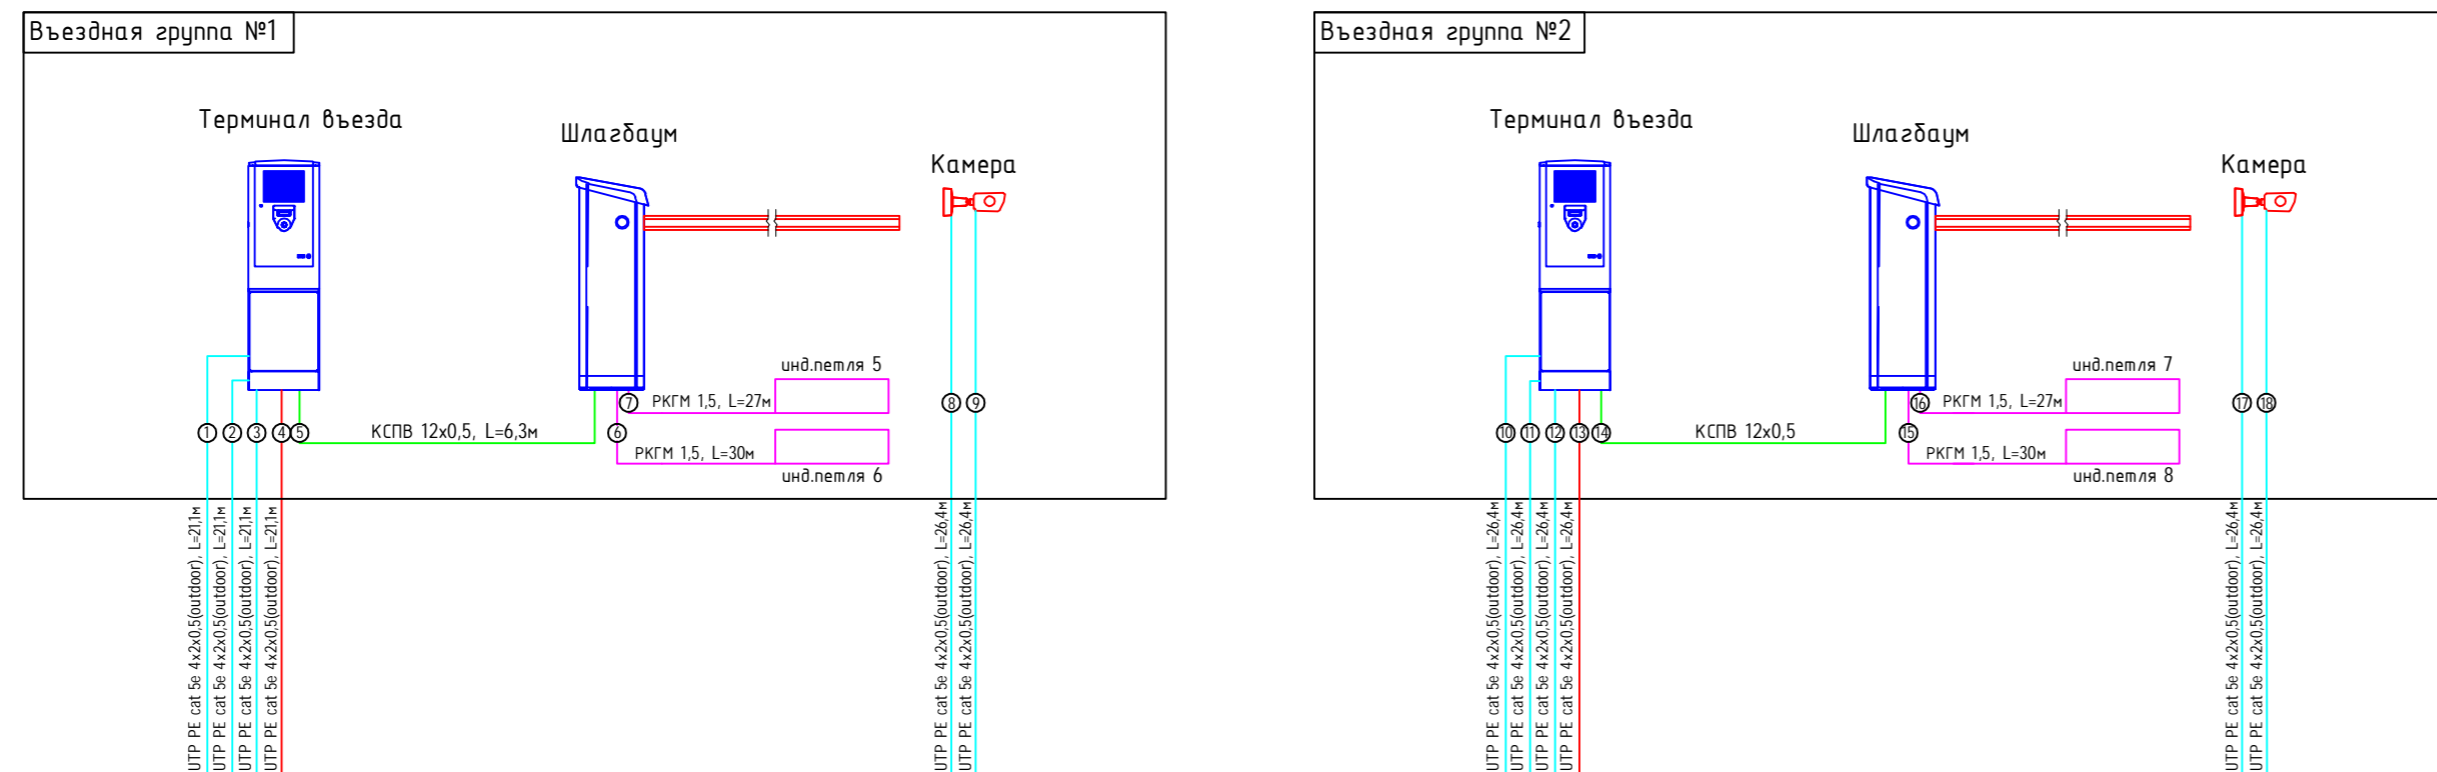 Въездная группа №1
Терминал въезда
Шлагбаум
Камера
инд.петля 5
7
РКГМ 1,5, L=27м
8
9
1
2
3
4
5
КСПВ 12х0,5, L=6,3м
6
РКГМ 1,5, L=30м
инд.петля 6
UTP PE cat 5e 4x2x0,5(outdoor), L=21,1м
UTP PE cat 5e 4x2x0,5(outdoor), L=21,1м
UTP PE cat 5e 4x2x0,5(outdoor), L=21,1м
UTP PE cat 5e 4x2x0,5(outdoor), L=21,1м
UTP PE cat 5e 4x2x0,5(outdoor), L=26,4м
UTP PE cat 5e 4x2x0,5(outdoor), L=26,4м
Въездная группа №2
Терминал въезда
Шлагбаум
Камера
инд.петля 7
16
РКГМ 1,5, L=27м
17
18
10
11
12
13
14
КСПВ 12х0,5
15
РКГМ 1,5, L=30м
инд.петля 8
UTP PE cat 5e 4x2x0,5(outdoor), L=26,4м
UTP PE cat 5e 4x2x0,5(outdoor), L=26,4м
UTP PE cat 5e 4x2x0,5(outdoor), L=26,4м
UTP PE cat 5e 4x2x0,5(outdoor), L=26,4м
UTP PE cat 5e 4x2x0,5(outdoor), L=26,4м
UTP PE cat 5e 4x2x0,5(outdoor), L=26,4м